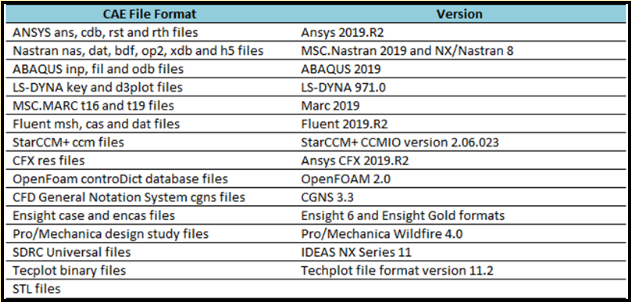 CAE File Format Version
ANSYS ans, cdb, rst and rth files Ansys 2019.R2
Nastran nas, dat, bdf, op2, xdb and h5 files MSC.Nastran 2019 and NX/Nastran 8
ABAQUS inp, fil and odb files ABAQUS 2019
LS-DYNA key and d3plot files LS-DYNA 971.0
MSC.MARC t16 and t19 files Marc 2019
Fluent msh, cas and dat files Fluent 2019.R2
StarCCM+ ccm files StarCCM+ CCMIO version 2.06.023
CFX res files Ansys CFX 2019.R2
OpenFoam controDict database files OpenFOAM 2.0
CFD General Notation System cgns files CGNS 3.3
Ensight case and encas files Ensight 6 and Ensight Gold formats
Pro/Mechanica design study files Pro/Mechanica Wildfire 4.0
SDRC Universal files IDEAS NX Series 11
Tecplot binary files Techplot file format version 11.2
STL files